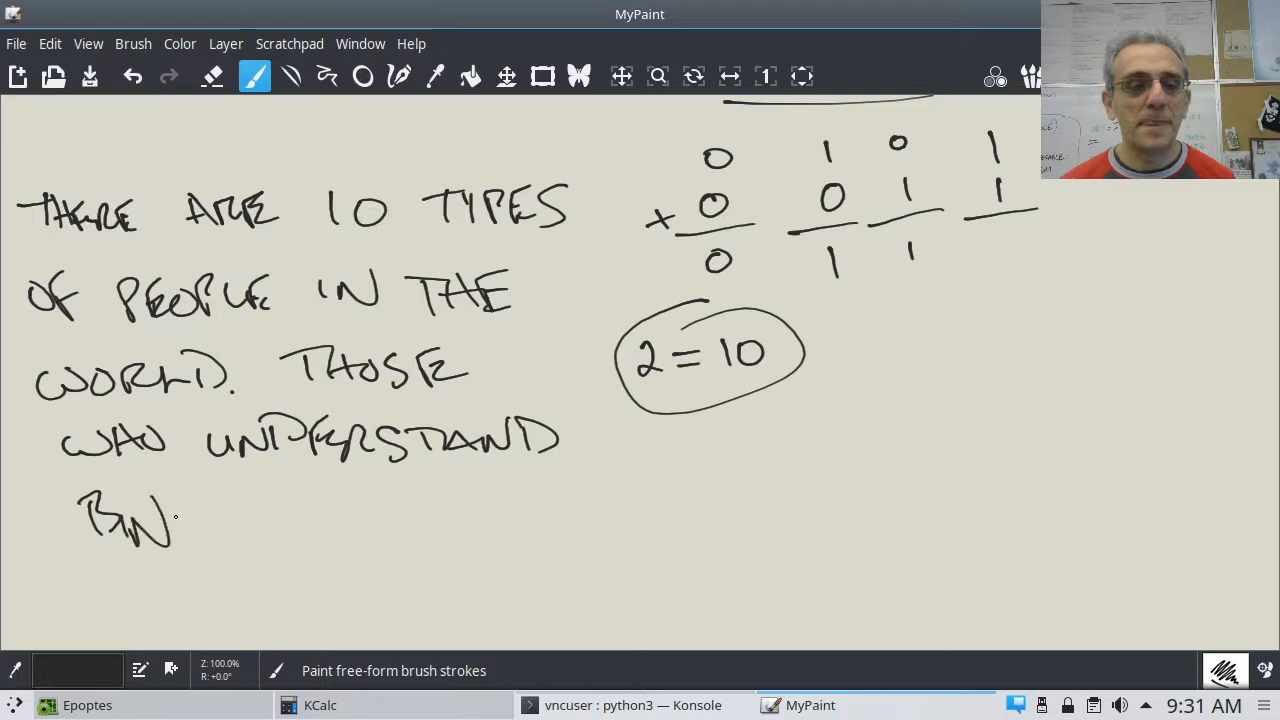 MyPaint
File Edit View Brush Color Layer Scratchpad Window Help
THERE ARE 10 TYPES
OF PEOPLE IN THE
WORLD. THOSE
WHO UNDERSTAND
BIN
0 1 0 1
+ 0 0 1 1
0 1 1
2 = 10
Z: 100.0%
R: +0.0°
Paint free-form brush strokes
Epoptes KCalc vncuser : python3 — Konsole MyPaint 9:31 AM